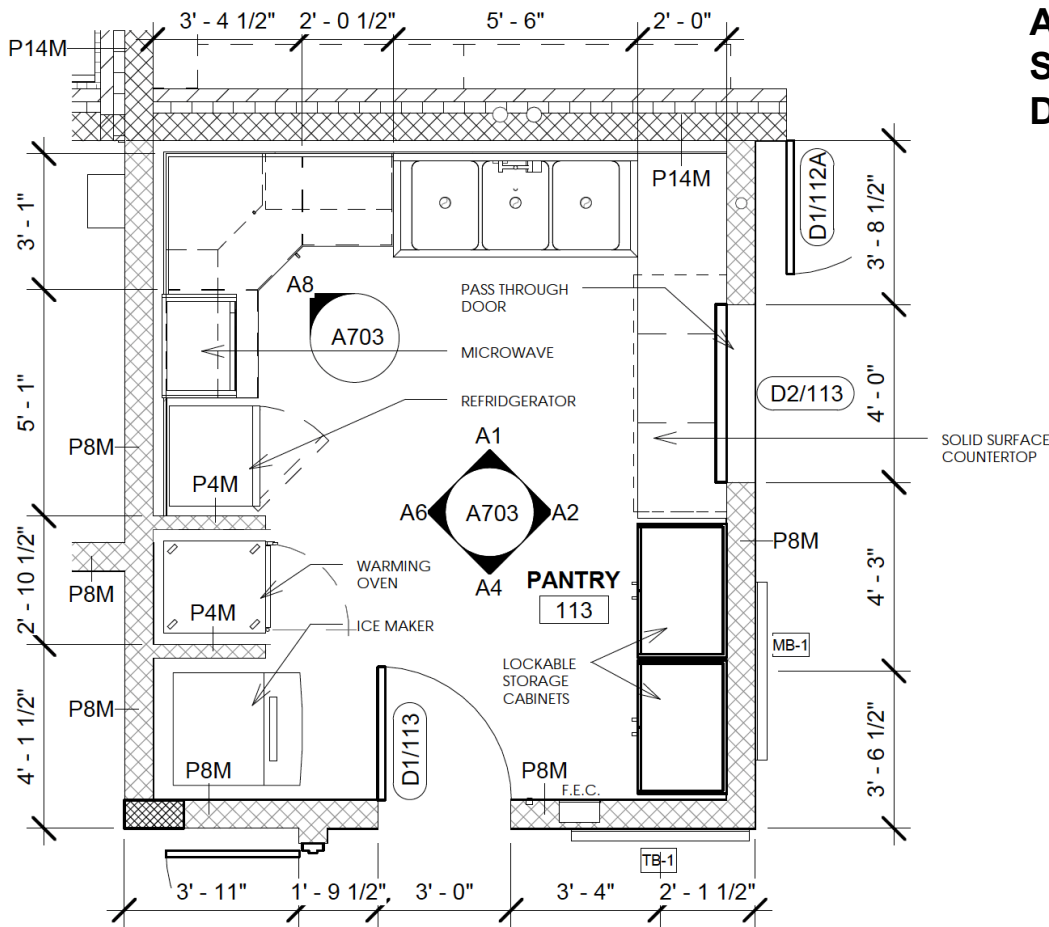 3' - 4 1/2"
2' - 0 1/2"
5' - 6"
2' - 0"
A
S
D
P14M
P14M
D1/112A
3' - 1"
3' - 8 1/2"
A8
A703
PASS THROUGH
DOOR
MICROWAVE
REFRIDGERATOR
D2/113
4' - 0"
5' - 1"
SOLID SURFACE
COUNTERTOP
P8M
P4M
A1
A6
A703
A2
A4
P8M
2' - 10 1/2"
P8M
WARMING
OVEN
PANTRY
113
4' - 3"
P4M
ICE MAKER
MB-1
LOCKABLE
STORAGE
CABINETS
P8M
4' - 1 1/2"
D1/113
P8M
P8M
F.E.C.
3' - 6 1/2"
TB-1
3' - 11"
1' - 9 1/2"
3' - 0"
3' - 4"
2' - 1 1/2"